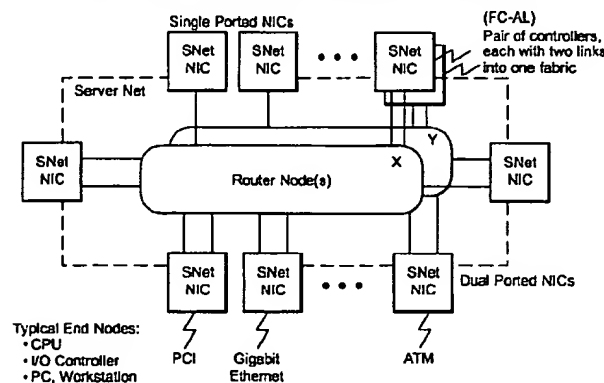 Single Ported NICs
(FC-AL)
Pair of controllers,
each with two links
into one fabric
SNet
NIC
SNet
NIC
SNet
NIC
Server Net
SNet
NIC
Y
X
Router Node(s)
SNet
NIC
SNet
NIC
SNet
NIC
SNet
NIC
Dual Ported NICs
Typical End Nodes:
• CPU
• I/O Controller
• PC, Workstation
PCI
Gigabit
Ethernet
ATM